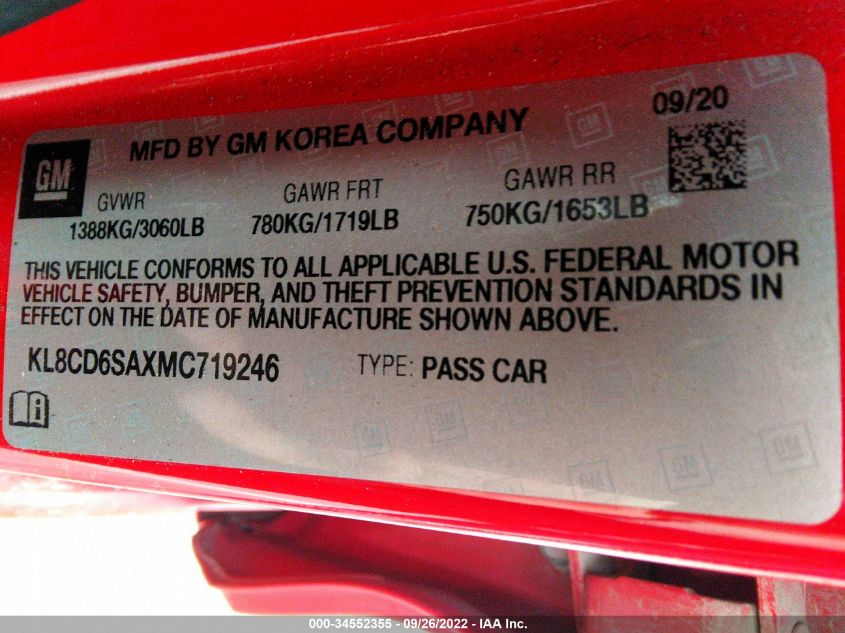 GM
MFD BY GM KOREA COMPANY
09/20
GVWR
1388KG/3060LB
GAWR FRT
780KG/1719LB
GAWR RR
750KG/1653LB
THIS VEHICLE CONFORMS TO ALL APPLICABLE U.S. FEDERAL MOTOR
VEHICLE SAFETY, BUMPER, AND THEFT PREVENTION STANDARDS IN
EFFECT ON THE DATE OF MANUFACTURE SHOWN ABOVE.
KL8CD6SAXMC719246
TYPE: PASS CAR
000-34552355 - 09/26/2022 - IAA Inc.